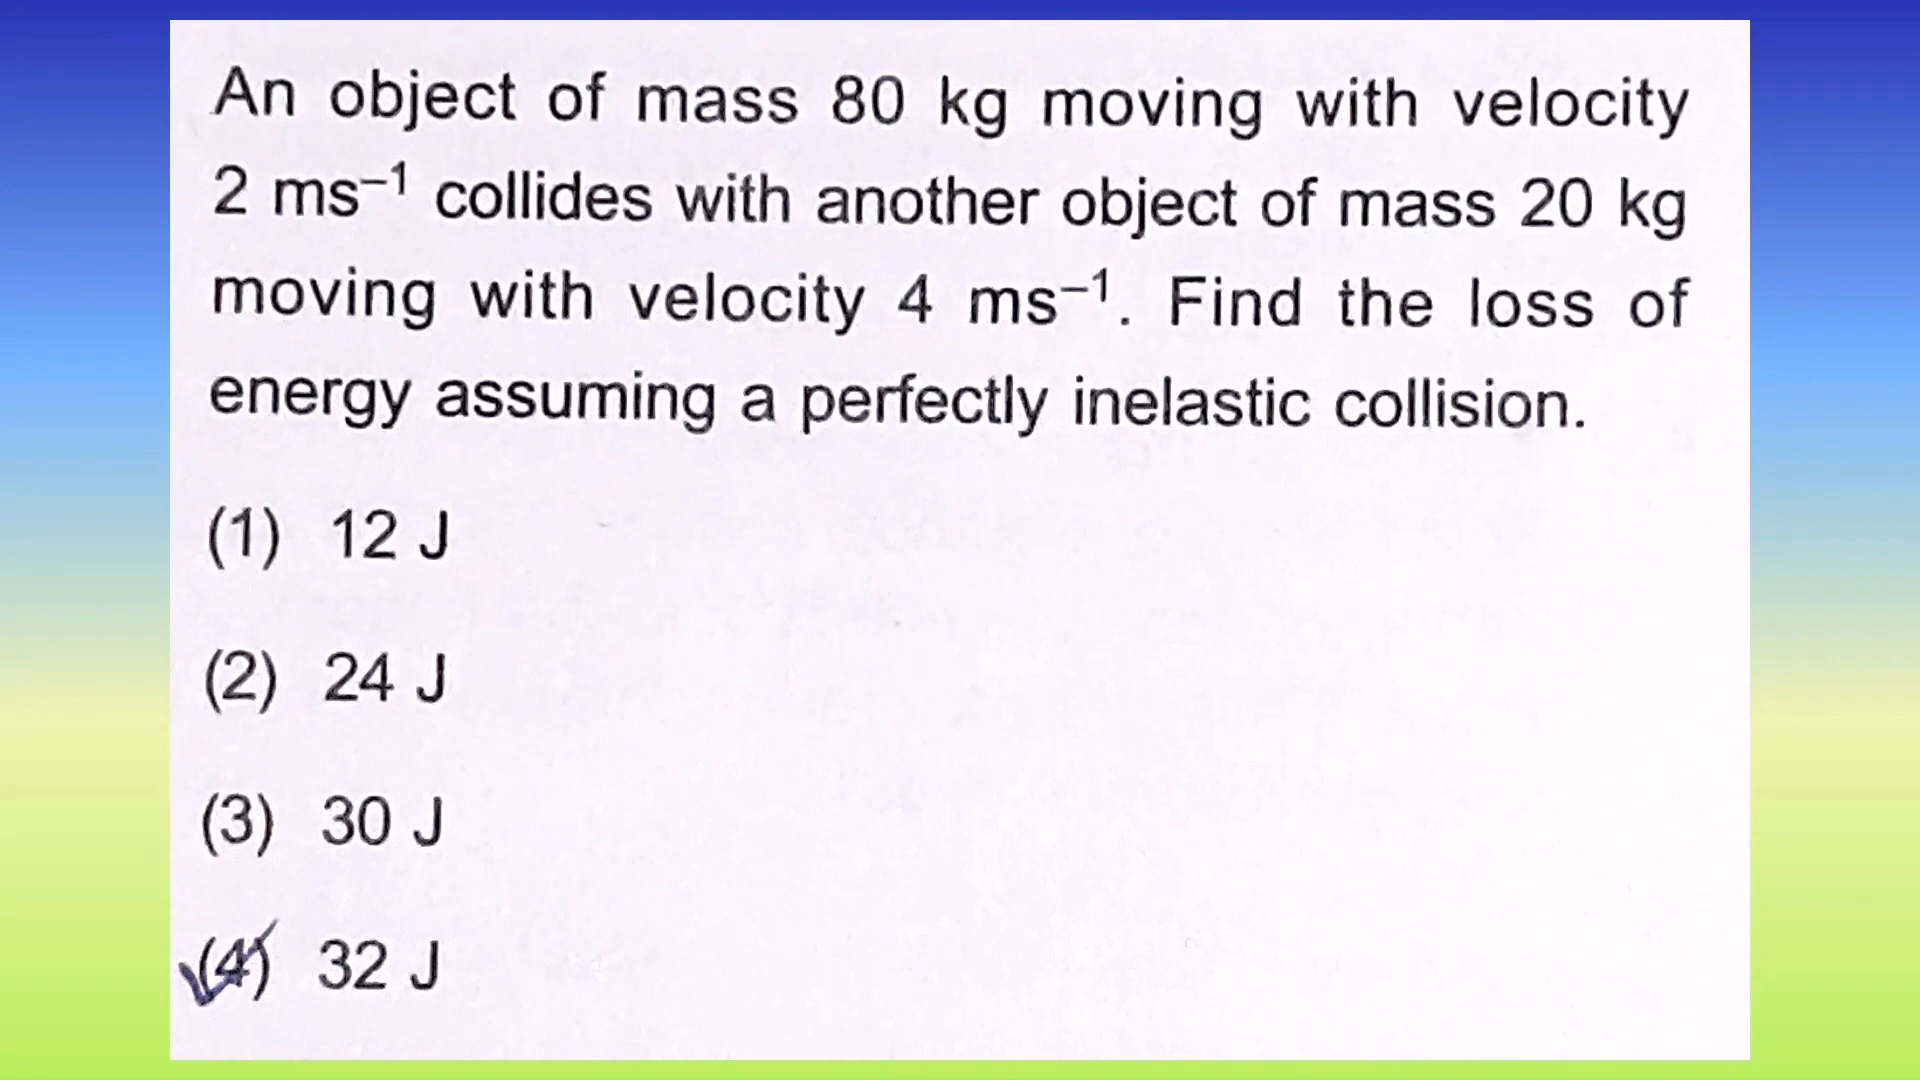 An object of mass 80 kg moving with velocity
2 ms⁻¹ collides with another object of mass 20 kg
moving with velocity 4 ms⁻¹. Find the loss of
energy assuming a perfectly inelastic collision.
(1) 12 J
(2) 24 J
(3) 30 J
(4) 32 J